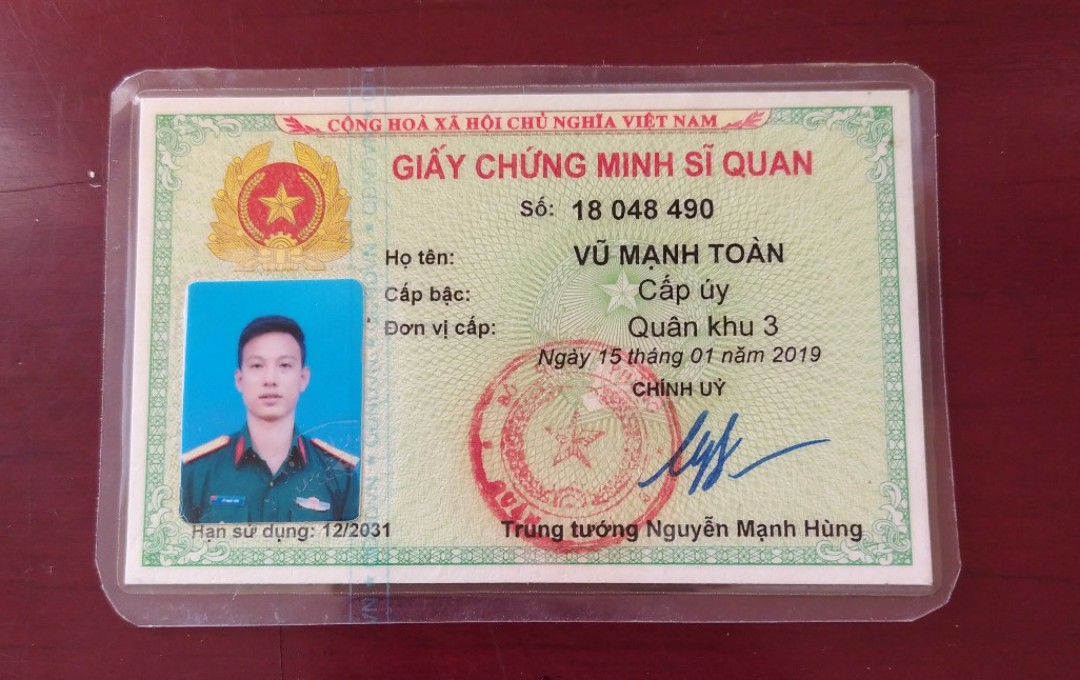 CỘNG HOÀ XÃ HỘI CHỦ NGHĨA VIỆT NAM
GIẤY CHỨNG MINH SĨ QUAN
Số: 18 048 490
Họ tên: VŨ MẠNH TOÀN
Cấp bậc: Cấp úy
Đơn vị cấp: Quân khu 3
Ngày 15 tháng 01 năm 2019
CHÍNH UỶ
Hạn sử dụng: 12/2031
Trung tướng Nguyễn Mạnh Hùng